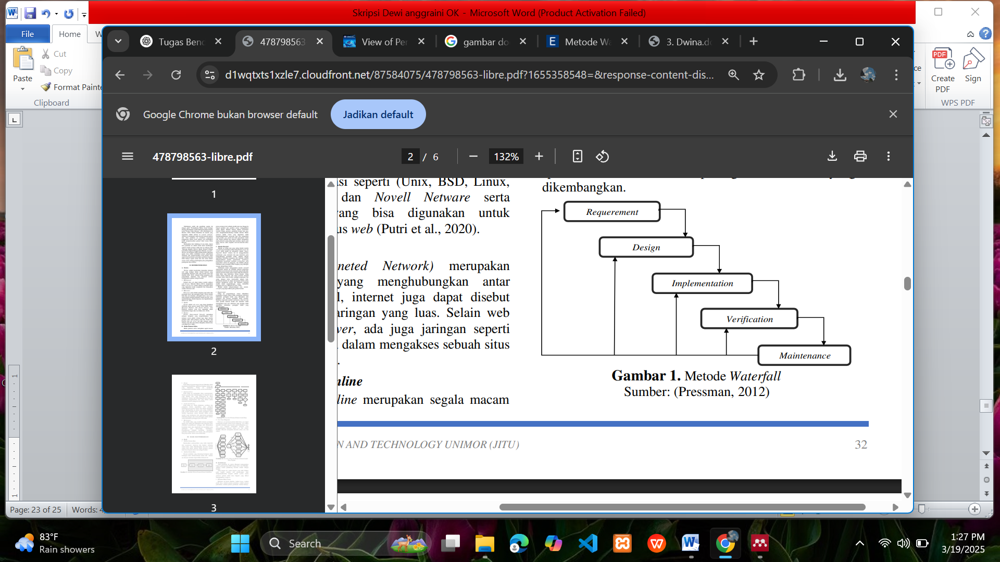 Skripsi Dewi anggraini OK - Microsoft Word (Product Activation Failed)
File
Home
W
Paste
Cut
Copy
Format Painte
Clipboard
Create PDF
Sign
WPS PDF
Tugas Benc
478798563
View of Per
gambar do
Metode Wa
3. Dwina.do
d1wqtxts1xzle7.cloudfront.net/87584075/478798563-libre.pdf?1655358548=&response-content-dis...
Google Chrome bukan browser default
Jadikan default
478798563-libre.pdf
2 / 6
132%
1
2
3
si seperti (Unix, BSD, Linux,
dan Novell Netware serta
yang bisa digunakan untuk
us web (Putri et al., 2020).
neted Network) merupakan
yang menghubungkan antar
l, internet juga dapat disebut
aringan yang luas. Selain web
ver, ada juga jaringan seperti
dalam mengakses sebuah situs
.
nline
line merupakan segala macam
dikembangkan.
Requerement
Design
Implementation
Verification
Maintenance
Gambar 1. Metode Waterfall
Sumber: (Pressman, 2012)
N AND TECHNOLOGY UNIMOR (JITU)
32
Page: 23 of 25
Words: 4
83°F
Rain showers
Search
1:27 PM
3/19/2025